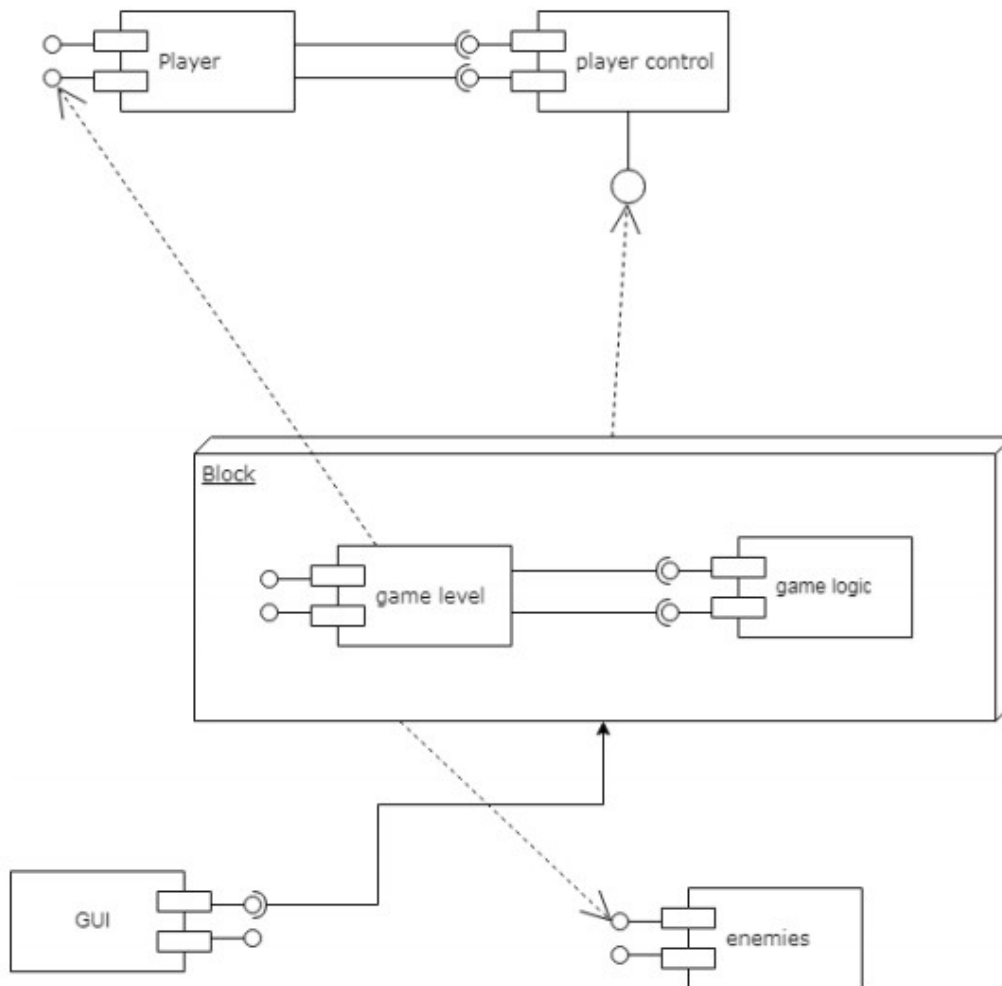 Player
player control
Block
game level
game logic
GUI
enemies